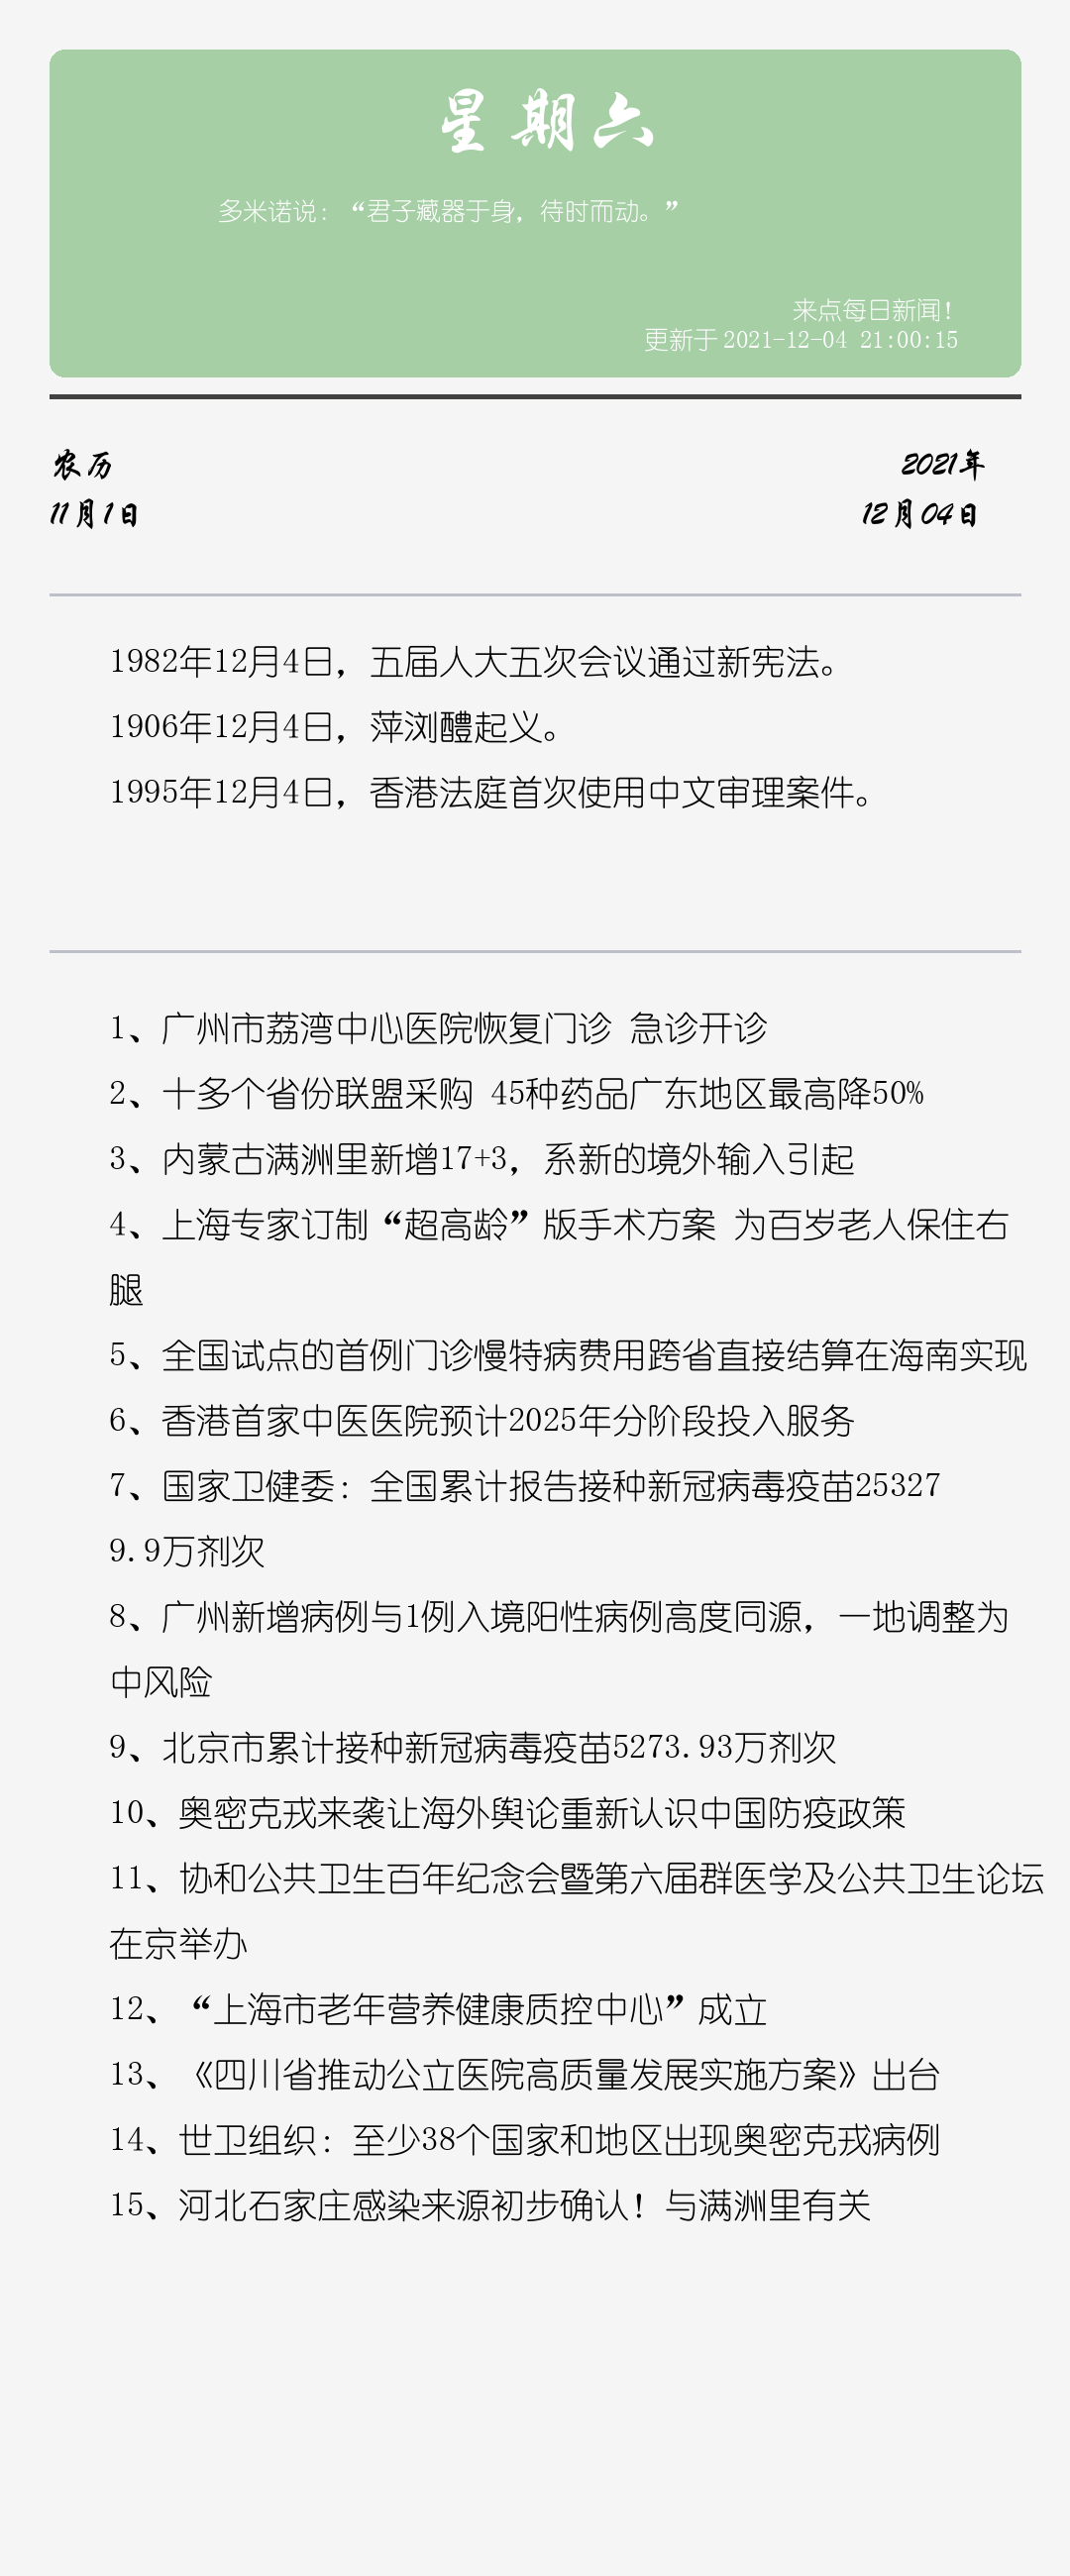 星期六
多米诺说：“君子藏器于身，待时而动。”
来点每日新闻！
更新于 2021-12-04 21:00:15
农历
2021年
11月1日
12月04日
1982年12月4日，五届人大五次会议通过新宪法。
1906年12月4日，萍浏醴起义。
1995年12月4日，香港法庭首次使用中文审理案件。
1、广州市荔湾中心医院恢复门诊 急诊开诊
2、十多个省份联盟采购 45种药品广东地区最高降50%
3、内蒙古满洲里新增17+3，系新的境外输入引起
4、上海专家订制“超高龄”版手术方案 为百岁老人保住右
腿
5、全国试点的首例门诊慢特病费用跨省直接结算在海南实现
6、香港首家中医医院预计2025年分阶段投入服务
7、国家卫健委：全国累计报告接种新冠病毒疫苗25327
9.9万剂次
8、广州新增病例与1例入境阳性病例高度同源，一地调整为
中风险
9、北京市累计接种新冠病毒疫苗5273.93万剂次
10、奥密克戎来袭让海外舆论重新认识中国防疫政策
11、协和公共卫生百年纪念会暨第六届群医学及公共卫生论坛
在京举办
12、“上海市老年营养健康质控中心”成立
13、《四川省推动公立医院高质量发展实施方案》出台
14、世卫组织：至少38个国家和地区出现奥密克戎病例
15、河北石家庄感染来源初步确认！与满洲里有关